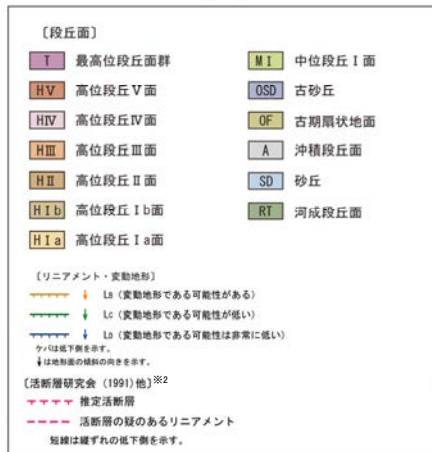 〔段丘面〕
T 最高位段丘面群
HⅤ 高位段丘Ⅴ面
HⅣ 高位段丘Ⅳ面
HⅢ 高位段丘Ⅲ面
HⅡ 高位段丘Ⅱ面
HⅠb 高位段丘Ⅰb面
HⅠa 高位段丘Ⅰa面
MⅠ 中位段丘Ⅰ面
OSD 古砂丘
OF 古期扇状地面
A 沖積段丘面
SD 砂丘
RT 河成段丘面
〔リニアメント・変動地形〕
LB (変動地形である可能性がある)
LC (変動地形である可能性が低い)
LD (変動地形である可能性は非常に低い)
ケバは低下側を示す。
↓は地形面の傾斜の向きを示す。
〔活断層研究会 (1991)他〕※2
推定活断層
活断層の疑のあるリニアメント
短線は縦ずれの低下側を示す。